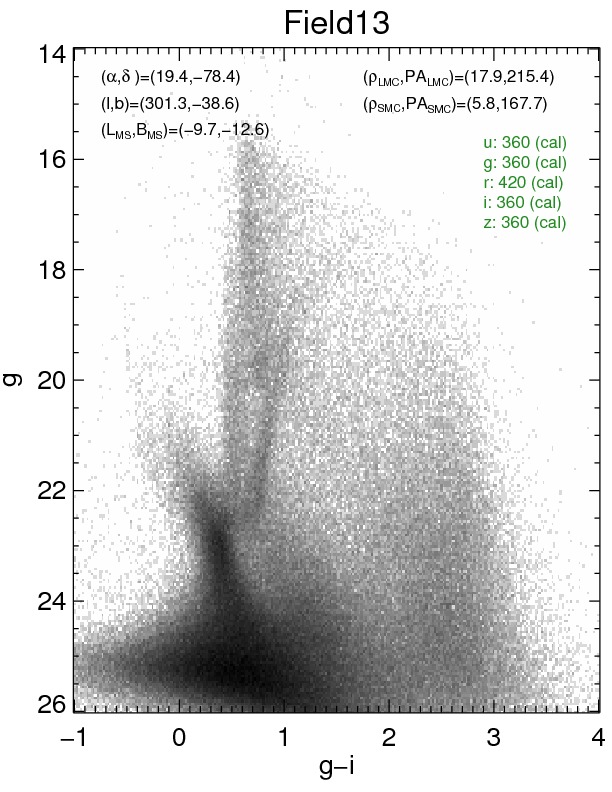 Field13
(α,δ)=(19.4,−78.4)
(ρLMC,PALMC)=(17.9,215.4)
(l,b)=(301.3,−38.6)
(ρSMC,PASMC)=(5.8,167.7)
(LMS,BMS)=(−9.7,−12.6)
u: 360 (cal)
g: 360 (cal)
r: 420 (cal)
i: 360 (cal)
z: 360 (cal)
14
16
18
20
22
24
26
g
−1 0 1 2 3 4
g−i